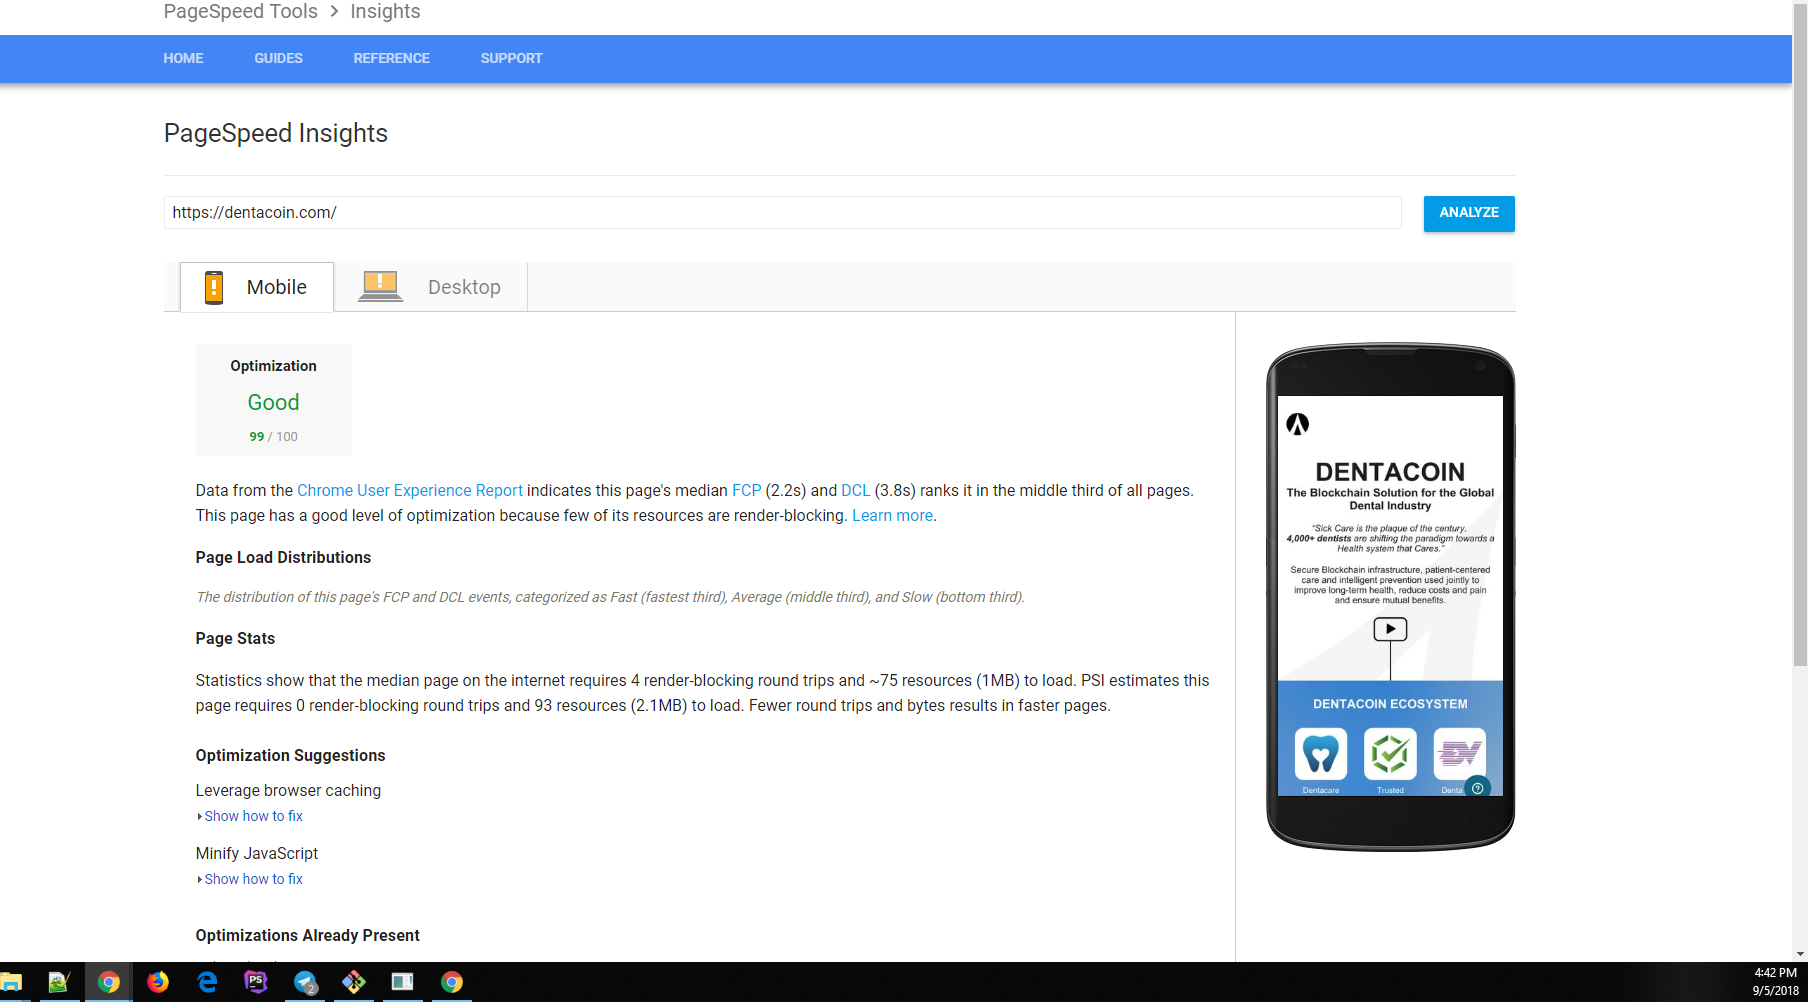 PageSpeed Tools > Insights
HOME GUIDES REFERENCE SUPPORT
PageSpeed Insights
https://dentacoin.com/
ANALYZE
Mobile Desktop
Optimization
Good
99 / 100
Data from the Chrome User Experience Report indicates this page's median FCP (2.2s) and DCL (3.8s) ranks it in the middle third of all pages.
This page has a good level of optimization because few of its resources are render-blocking. Learn more.
Page Load Distributions
The distribution of this page's FCP and DCL events, categorized as Fast (fastest third), Average (middle third), and Slow (bottom third).
Page Stats
Statistics show that the median page on the internet requires 4 render-blocking round trips and ~75 resources (1MB) to load. PSI estimates this
page requires 0 render-blocking round trips and 93 resources (2.1MB) to load. Fewer round trips and bytes results in faster pages.
Optimization Suggestions
Leverage browser caching
Show how to fix
Minify JavaScript
Show how to fix
Optimizations Already Present
DENTACOIN
The Blockchain Solution for the Global
Dental Industry
"Sick Care is the plaque of the century.
4,000+ dentists are shifting the paradigm towards a
Health system that Cares."
Secure Blockchain infrastructure, patient-centered
care and intelligent prevention used jointly to
improve long-term health, reduce costs and pain
and ensure mutual benefits.
DENTACOIN ECOSYSTEM
DV
Dentacare Trusted Denta
PS
2
4:42 PM
9/5/2018